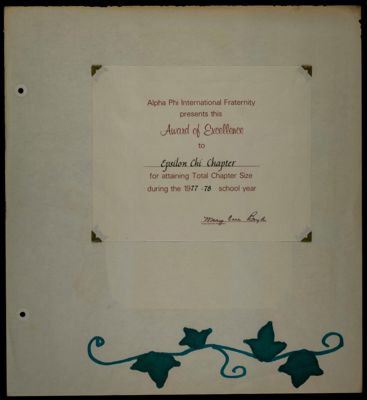 Alpha Phi International Fraternity
presents this
Award of Excellence
to
Epsilon Chi Chapter
for attaining Total Chapter Size
during the 1977-78 school year
Mary